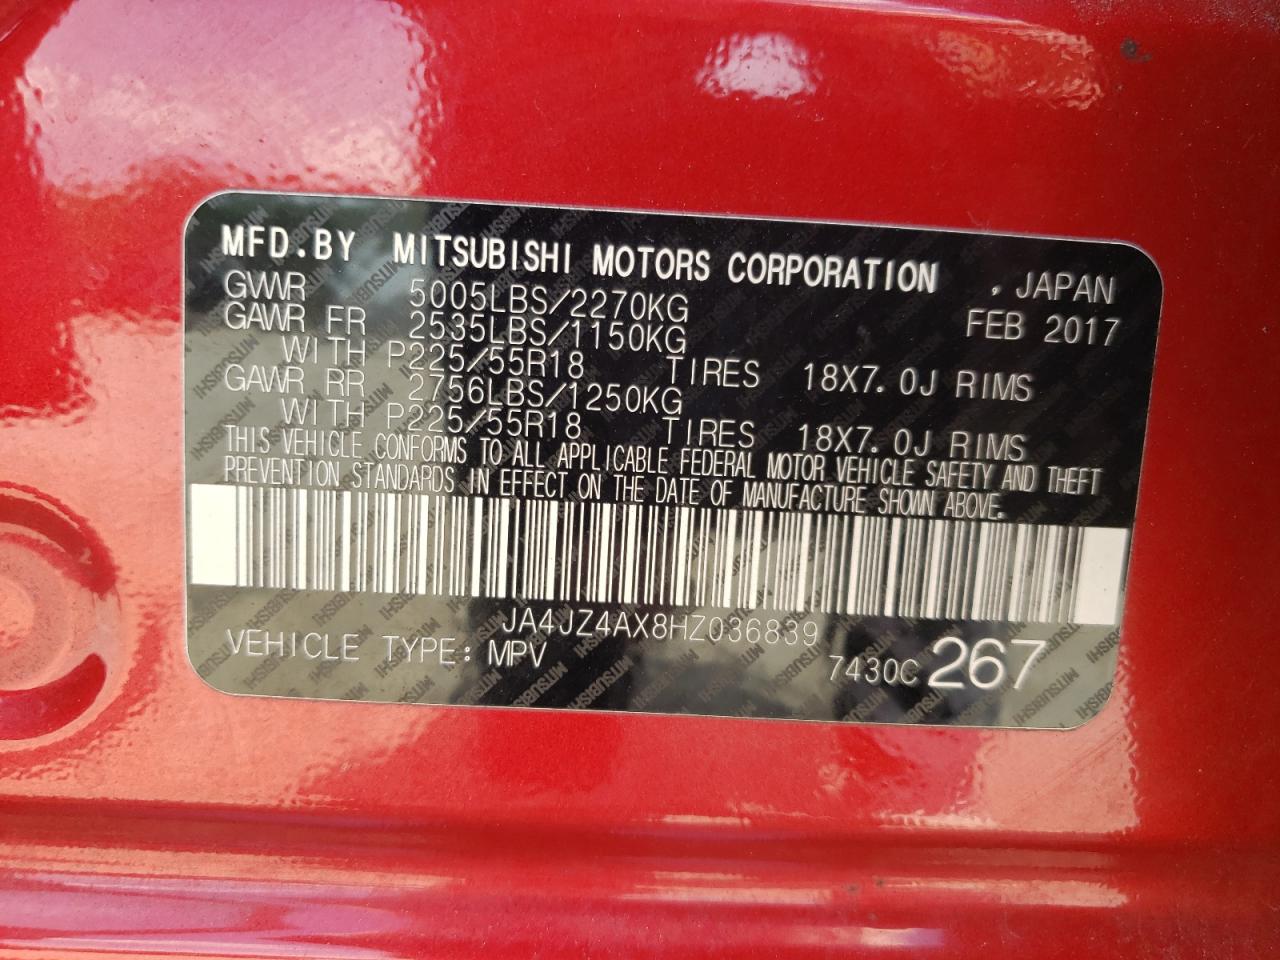 MFD.BY MITSUBISHI MOTORS CORPORATION , JAPAN
GVWR 5005LBS/2270KG FEB 2017
GAWR FR 2535LBS/1150KG
WITH P225/55R18 TIRES 18X7.0J RIMS
GAWR RR 2756LBS/1250KG
WITH P225/55R18 TIRES 18X7.0J RIMS
THIS VEHICLE CONFORMS TO ALL APPLICABLE FEDERAL MOTOR VEHICLE SAFETY AND THEFT
PREVENTION STANDARDS IN EFFECT ON THE DATE OF MANUFACTURE SHOWN ABOVE.
JA4JZ4AX8HZ036839
VEHICLE TYPE: MPV 7430C 267